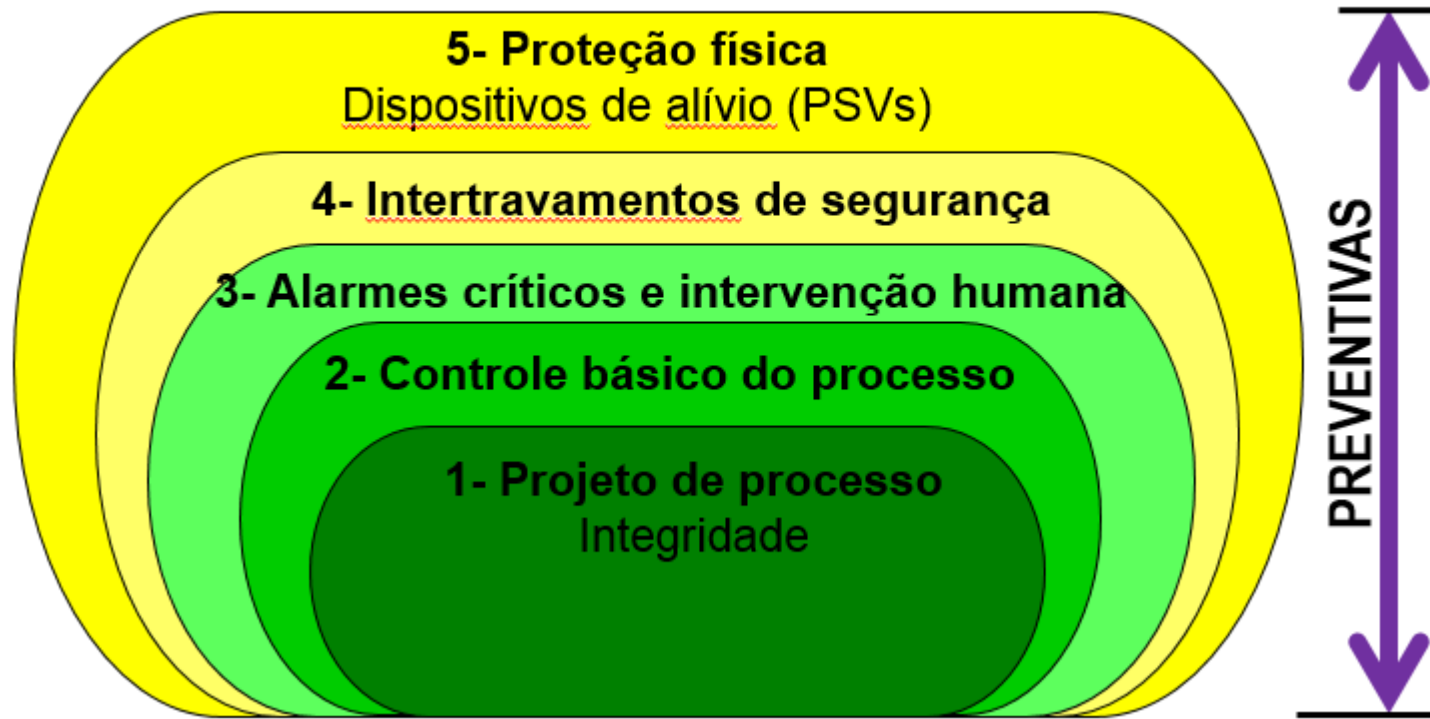 5- Proteção física
Dispositivos de alívio (PSVs)
4- Intertravamentos de segurança
3- Alarmes críticos e intervenção humana
2- Controle básico do processo
1- Projeto de processo
Integridade
PREVENTIVAS